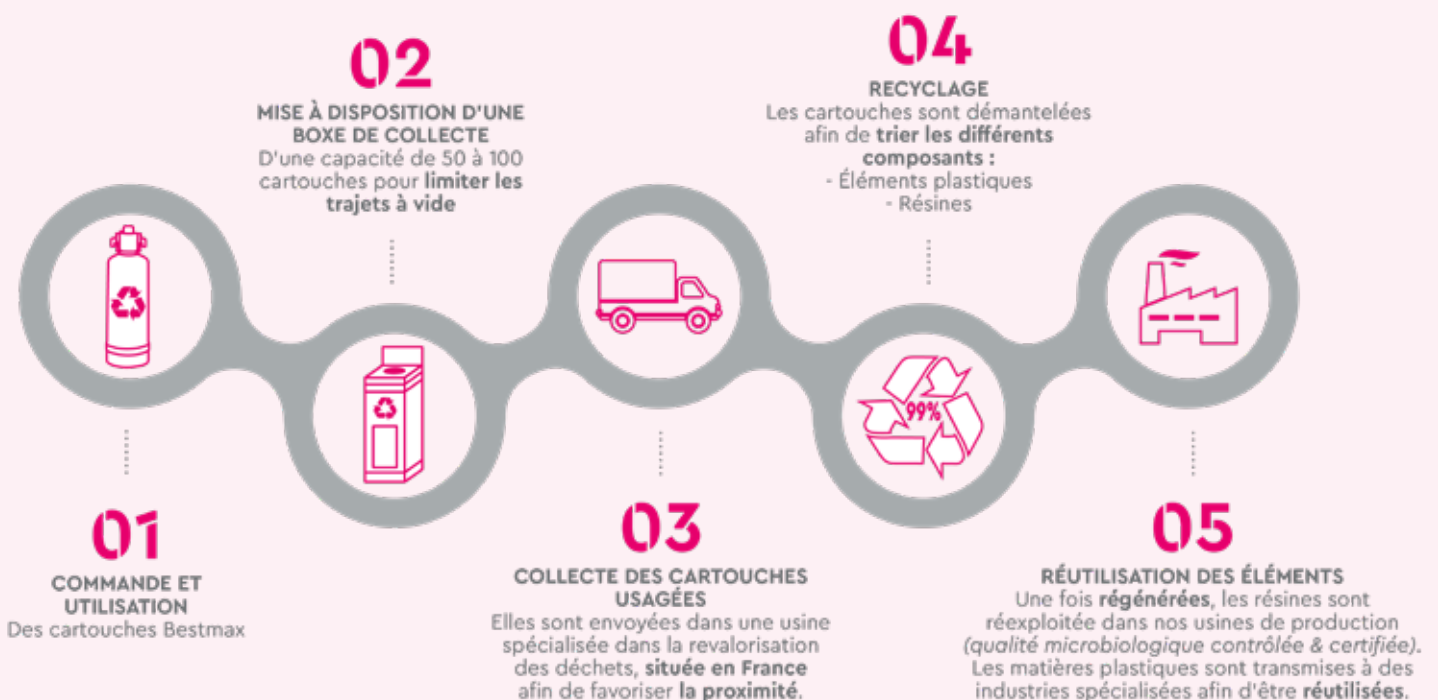 01
COMMANDE ET
UTILISATION
Des cartouches Bestmax
02
MISE À DISPOSITION D'UNE
BOXE DE COLLECTE
D'une capacité de 50 à 100
cartouches pour limiter les
trajets à vide
03
COLLECTE DES CARTOUCHES
USAGÉES
Elles sont envoyées dans une usine
spécialisée dans la revalorisation
des déchets, située en France
afin de favoriser la proximité.
04
RECYCLAGE
Les cartouches sont démantelées
afin de trier les différents
composants :
- Éléments plastiques
- Résines
99%
05
RÉUTILISATION DES ÉLÉMENTS
Une fois régénérées, les résines sont
réexploitée dans nos usines de production
(qualité microbiologique contrôlée & certifiée).
Les matières plastiques sont transmises à des
industries spécialisées afin d'être réutilisées.